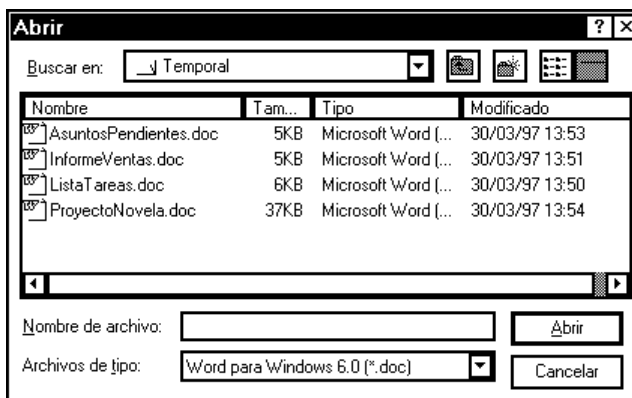 Abrir
Buscar en: Temporal
Nombre Tam... Tipo Modificado
AsuntosPendientes.doc 5KB Microsoft Word (... 30/03/97 13:53
InformeVentas.doc 5KB Microsoft Word (... 30/03/97 13:51
ListaTareas.doc 6KB Microsoft Word (... 30/03/97 13:50
ProyectoNovela.doc 37KB Microsoft Word (... 30/03/97 13:54
Nombre de archivo: Abrir
Archivos de tipo: Word para Windows 6.0 (*.doc) Cancelar